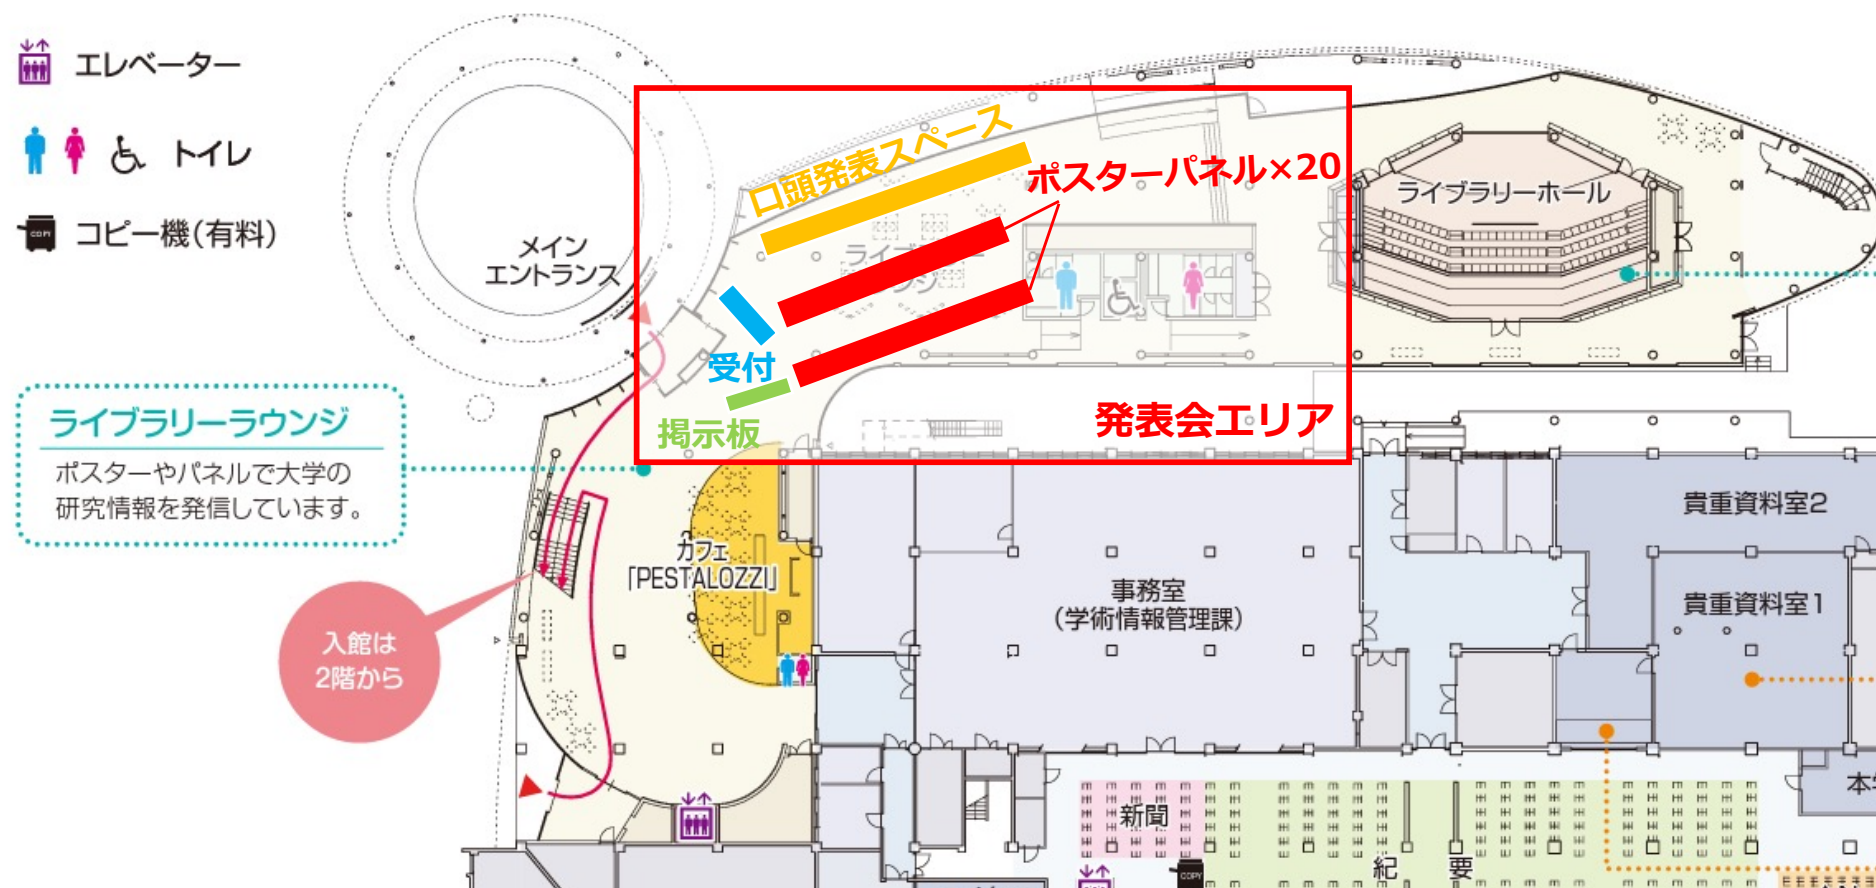 エレベーター
トイレ
COPY
コピー機(有料)
メイン
エントランス
口頭発表スペース
ポスターパネル×20
ライブラリーホール
受付
掲示板
発表会エリア
ライブラリーラウンジ
ポスターやパネルで大学の
研究情報を発信しています。
入館は
2階から
カフェ
「PESTALOZZI」
事務室
(学術情報管理課)
貴重資料室2
貴重資料室1
新聞
COPY
紀要